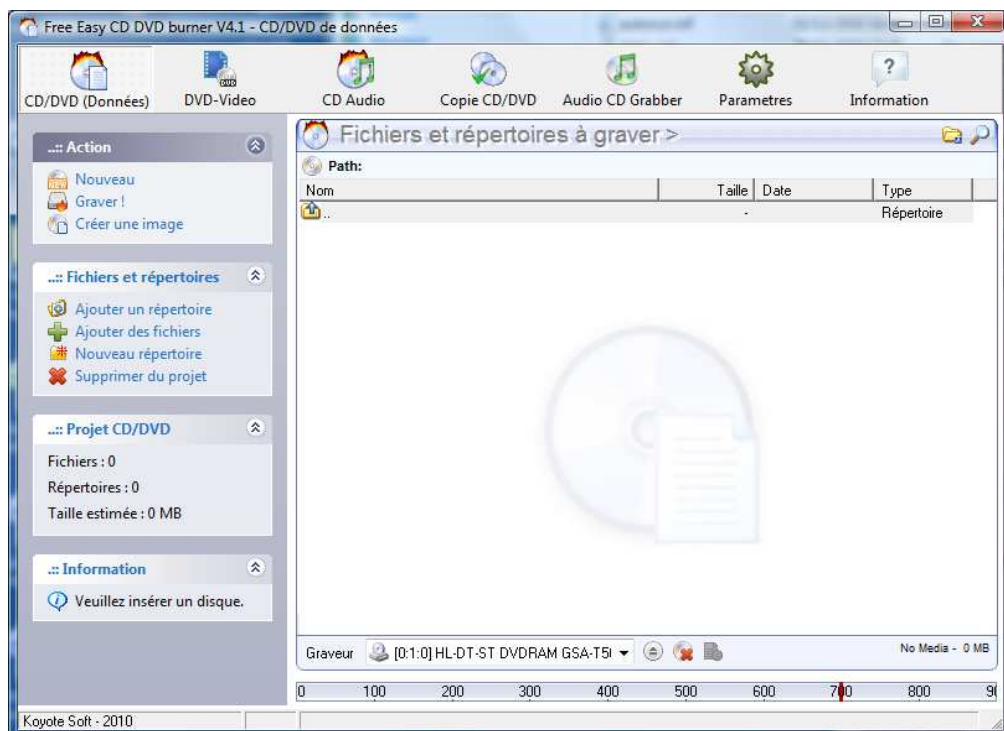 Free Easy CD DVD burner V4.1 - CD/DVD de données
CD/DVD (Données) DVD-Video CD Audio Copie CD/DVD Audio CD Grabber Parametres Information
..:: Action
Nouveau
Graver !
Créer une image
..:: Fichiers et répertoires
Ajouter un répertoire
Ajouter des fichiers
Nouveau répertoire
Supprimer du projet
..:: Projet CD/DVD
Fichiers : 0
Répertoires : 0
Taille estimée : 0 MB
.:: Information
Veuillez insérer un disque.
Fichiers et répertoires à graver >
Path:
Nom Taille Date Type
.. - Répertoire
Graveur [0:1:0] HL-DT-ST DVDRAM GSA-T5 No Media - 0 MB
0 100 200 300 400 500 600 700 800
Koyote Soft - 2010